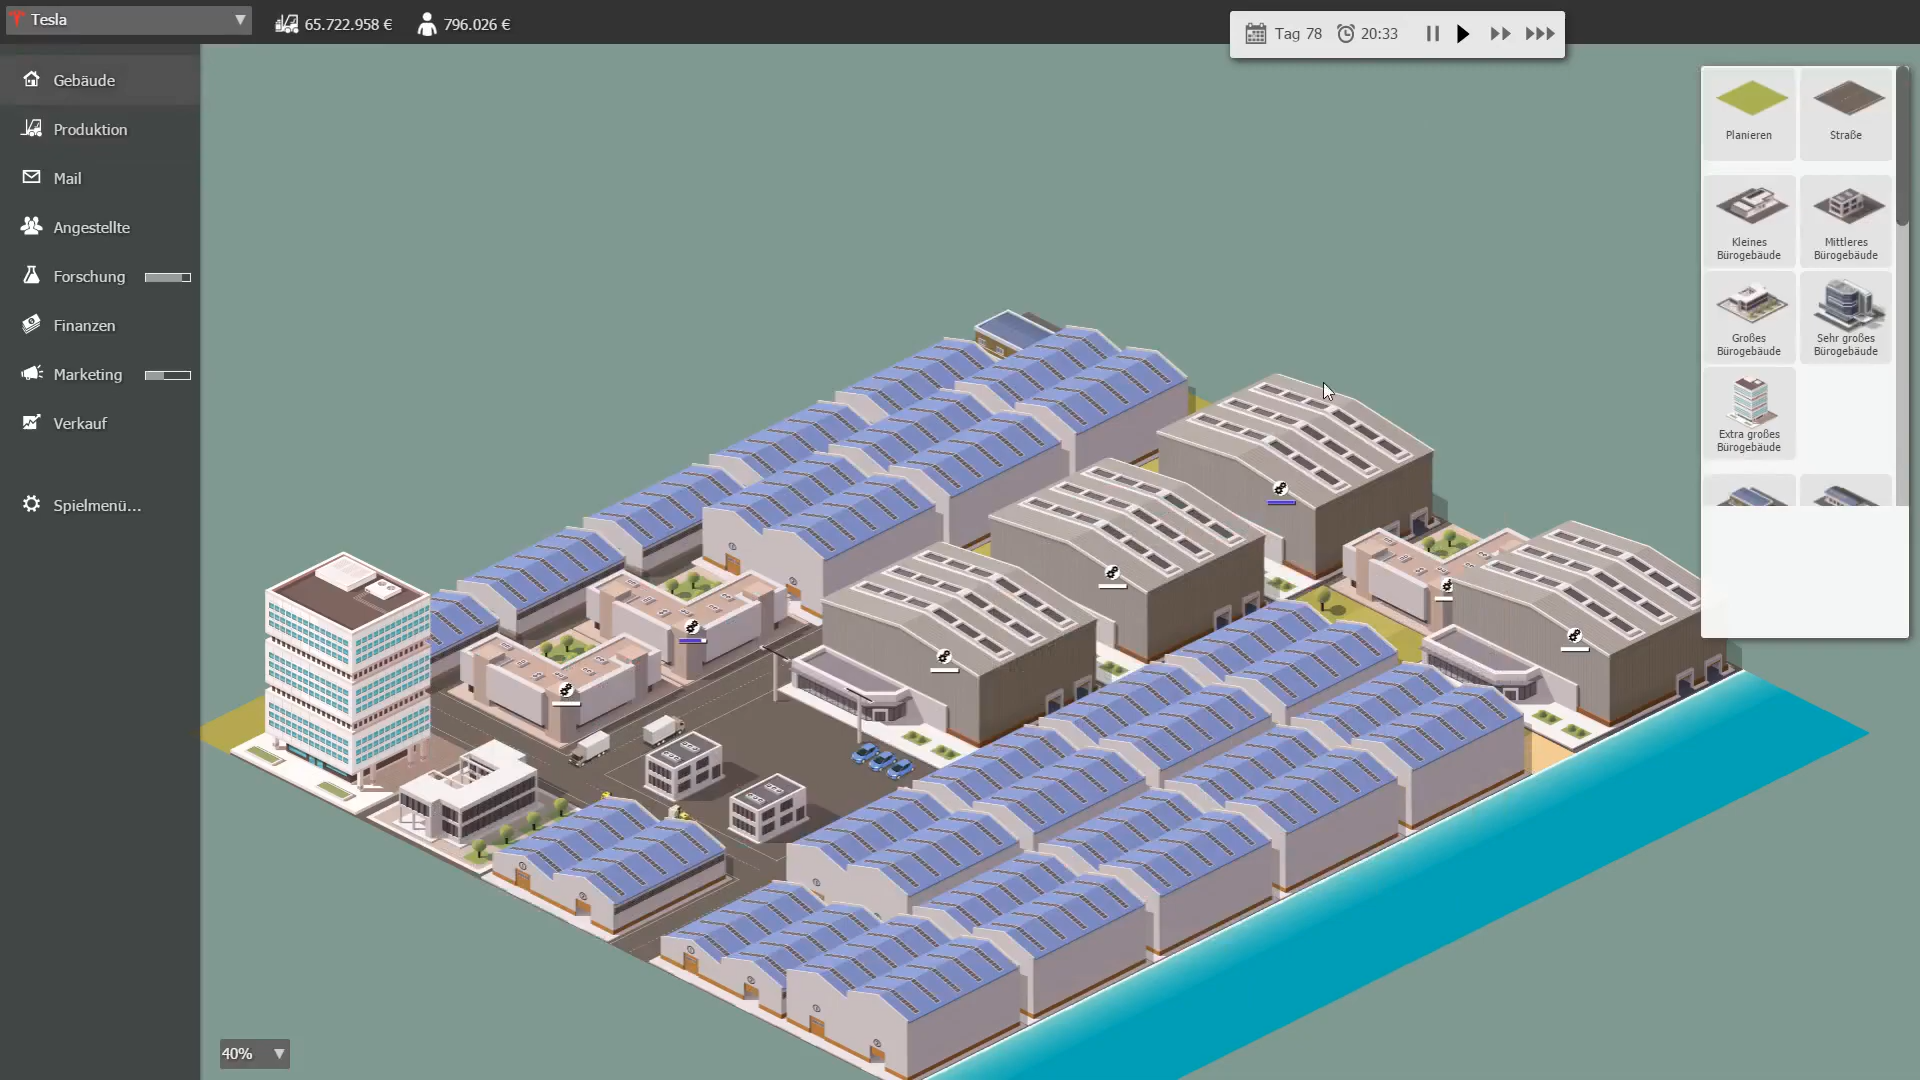 Tesla
65.722.958 €
796.026 €
Tag 78
20:33
Gebäude
Produktion
Mail
Angestellte
Forschung
Finanzen
Marketing
Verkauf
Spielmenü...
Planieren
Straße
Kleines
Bürogebäude
Mittleres
Bürogebäude
Großes
Bürogebäude
Sehr großes
Bürogebäude
Extra großes
Bürogebäude
40%